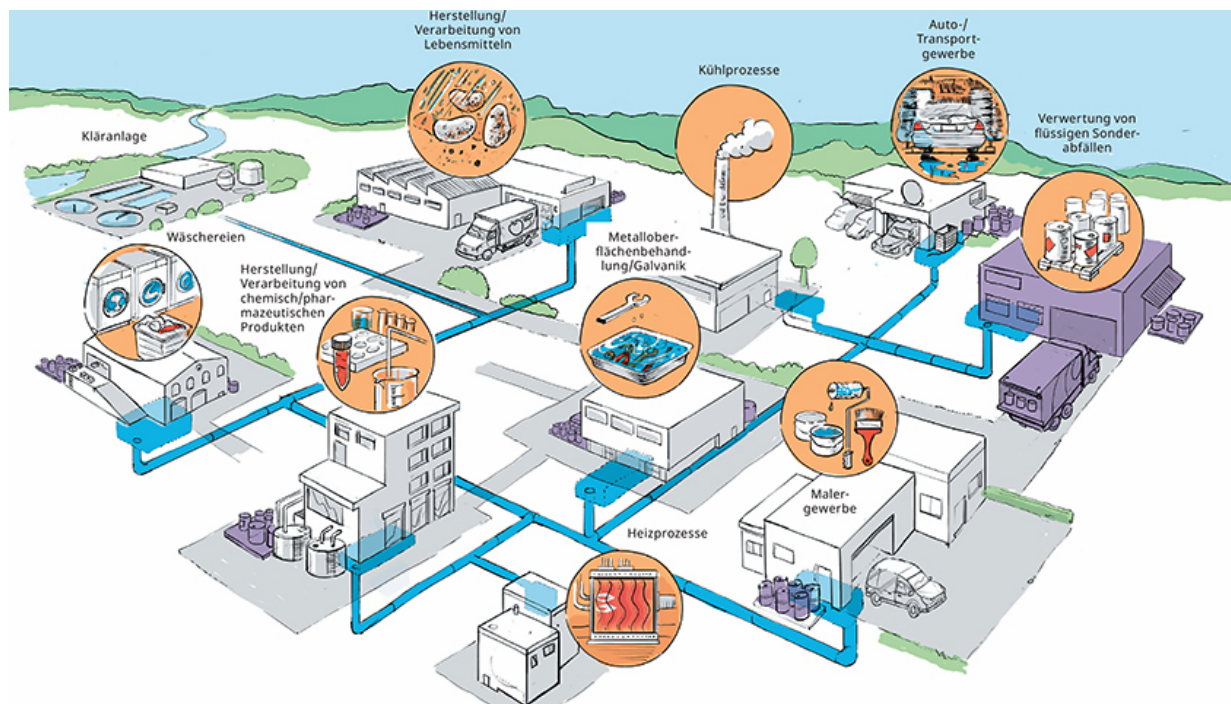 Herstellung/
Verarbeitung von
Lebensmitteln
Auto-/
Transport-
gewerbe
Kühlprozesse
Verwertung von
flüssigen Sonder-
abfällen
Kläranlage
Wäschereien
Herstellung/
Verarbeitung von
chemisch/phar-
mazeutischen
Produkten
Metallober-
flächenbehand-
lung/Galvanik
Maler-
gewerbe
Heizprozesse